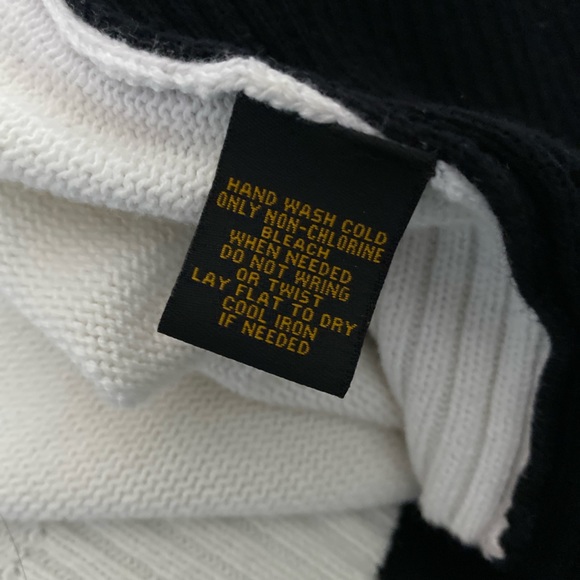 HAND WASH COLD
ONLY NON-CHLORINE
BLEACH
WHEN NEEDED
DO NOT WRING
OR TWIST
LAY FLAT TO DRY
COOL IRON
IF NEEDED